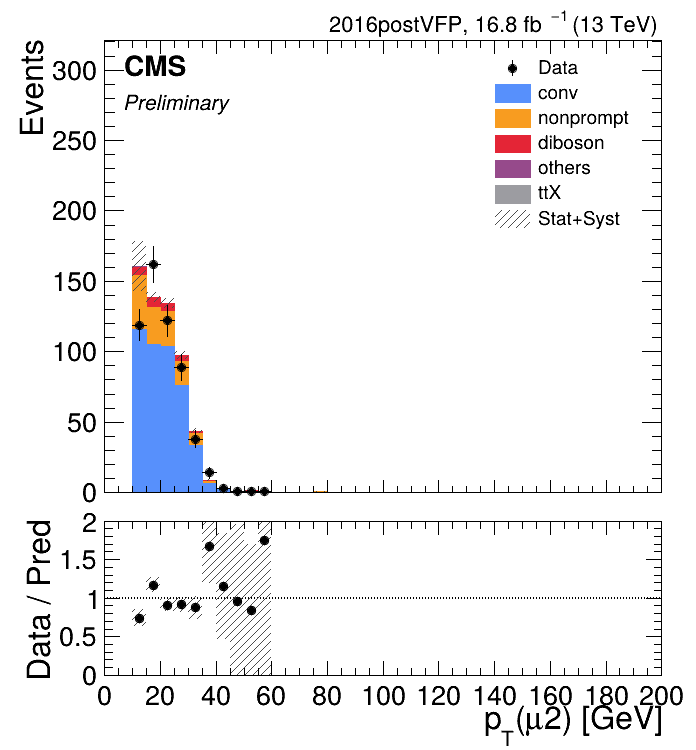 2016postVFP, 16.8 fb⁻¹ (13 TeV)
CMS
Preliminary
Events
300
250
200
150
100
50
0
Data
conv
nonprompt
diboson
others
ttX
Stat+Syst
Data / Pred
2
1.5
1
0.5
0
0 20 40 60 80 100 120 140 160 180 200
p_T(μ2) [GeV]